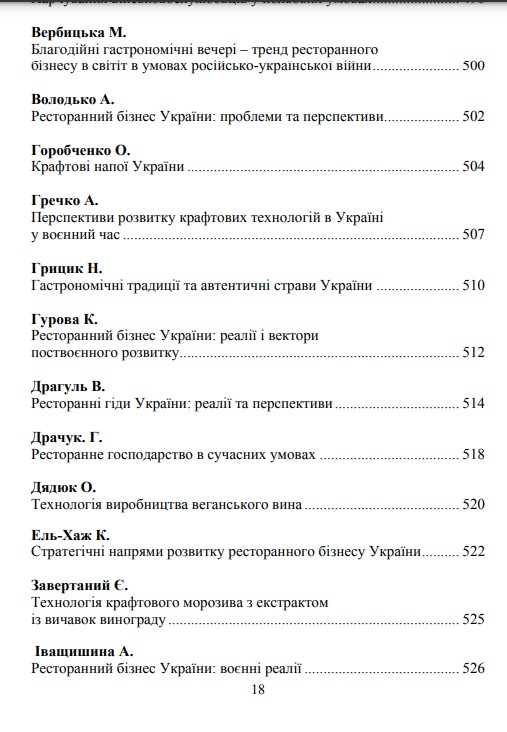 Вербицька М.
Благодійні гастрономічні вечері – тренд ресторанного
бізнесу в світіт в умовах російсько-української війни.................... 500
Володько А.
Ресторанний бізнес України: проблеми та перспективи.................. 502
Горобченко О.
Крафтові напої України ................................................................. 504
Гречко А.
Перспективи розвитку крафтових технологій в Україні
у воєнний час ................................................................................. 507
Грицик Н.
Гастрономічні традиції та автентичні страви України .................... 510
Гурова К.
Ресторанний бізнес України: реалії і вектори
поствоєнного розвитку................................................................... 512
Драгуль В.
Ресторанні гіди України: реалії та перспективи .............................. 514
Драчук. Г.
Ресторанне господарство в сучасних умовах .................................. 518
Дядюк О.
Технологія виробництва веганського вина ..................................... 520
Ель-Хаж К.
Стратегічні напрями розвитку ресторанного бізнесу України......... 522
Завертаний Є.
Технологія крафтового морозива з екстрактом
із вичавок винограду ...................................................................... 525
Іващишина А.
Ресторанний бізнес України: воєнні реалії ..................................... 526
18